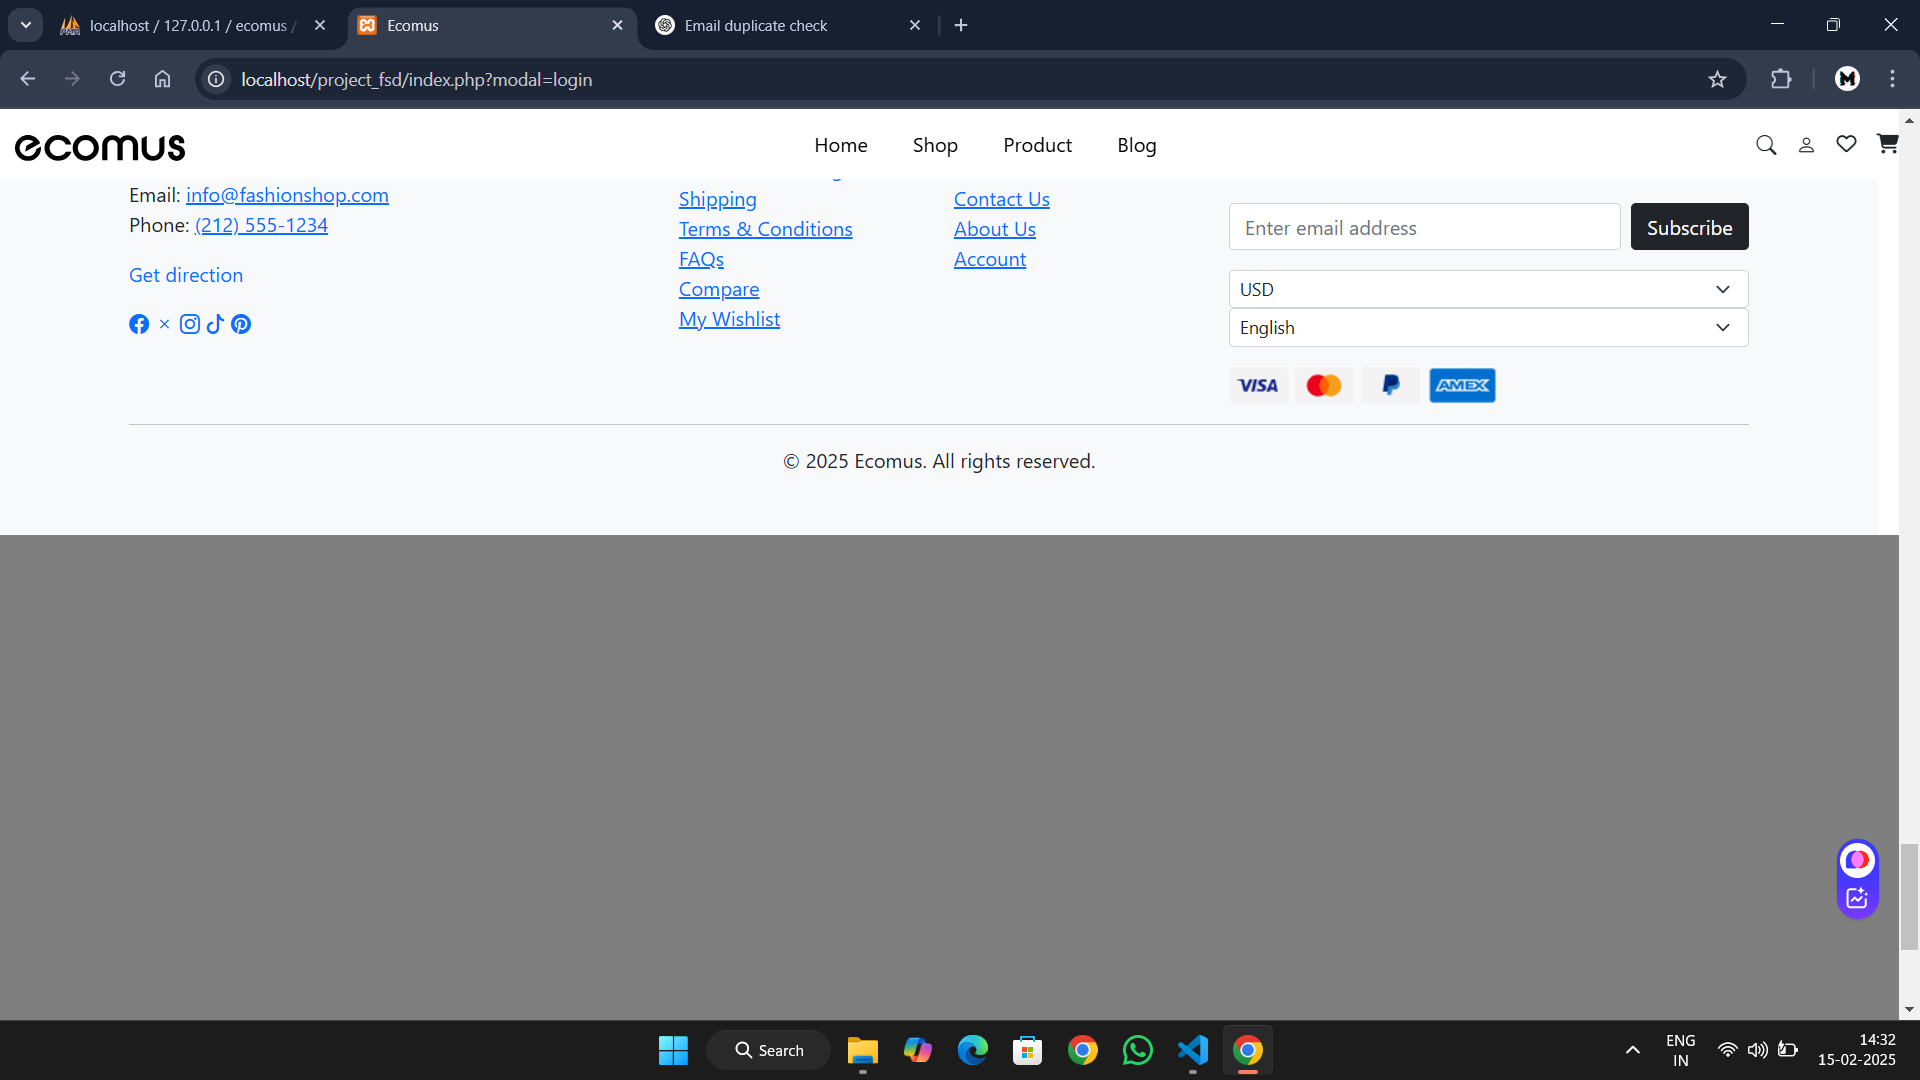 localhost / 127.0.0.1 / ecomus /
Ecomus
Email duplicate check
localhost/project_fsd/index.php?modal=login
ecomus
Home
Shop
Product
Blog
Email: info@fashionshop.com
Phone: (212) 555-1234
Get direction
Shipping
Terms & Conditions
FAQs
Compare
My Wishlist
Contact Us
About Us
Account
Enter email address
Subscribe
USD
English
VISA
AMEX
© 2025 Ecomus. All rights reserved.
Search
ENG
IN
14:32
15-02-2025